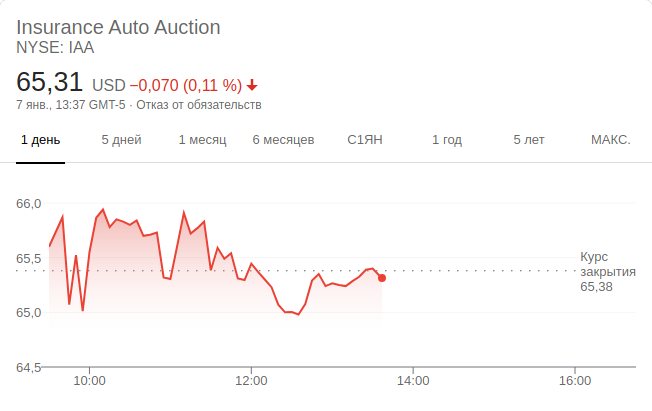 Insurance Auto Auction
NYSE: IAA
65,31 USD −0,070 (0,11 %)
7 янв., 13:37 GMT-5 · Отказ от обязательств
1 день 5 дней 1 месяц 6 месяцев С1ЯН 1 год 5 лет МАКС.
66,0
65,5
Курс
закрытия
65,38
65,0
64,5
10:00 12:00 14:00 16:00